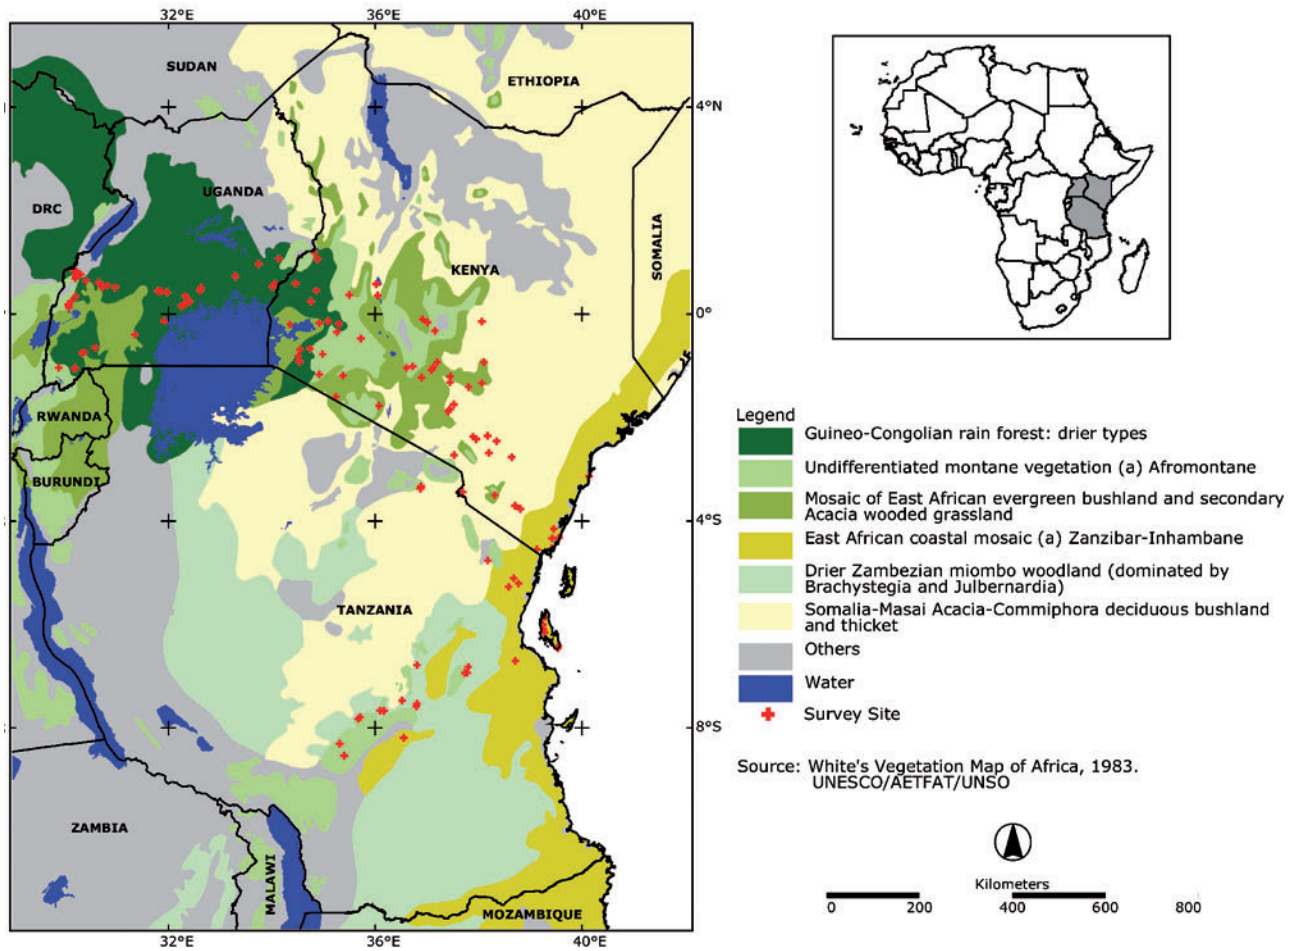 32°E 36°E 40°E
SUDAN
ETHIOPIA
4°N
UGANDA
DRC
KENYA
SOMALIA
0°
RWANDA
BURUNDI
4°S
TANZANIA
8°S
ZAMBIA
MALAWI
MOZAMBIQUE
32°E 36°E 40°E
Legend
Guineo-Congolian rain forest: drier types
Undifferentiated montane vegetation (a) Afromontane
Mosaic of East African evergreen bushland and secondary
Acacia wooded grassland
East African coastal mosaic (a) Zanzibar-Inhambane
Drier Zambezian miombo woodland (dominated by
Brachystegia and Julbernardia)
Somalia-Masai Acacia-Commiphora deciduous bushland
and thicket
Others
Water
Survey Site
Source: White's Vegetation Map of Africa, 1983.
UNESCO/AETFAT/UNSO
Kilometers
0 200 400 600 800